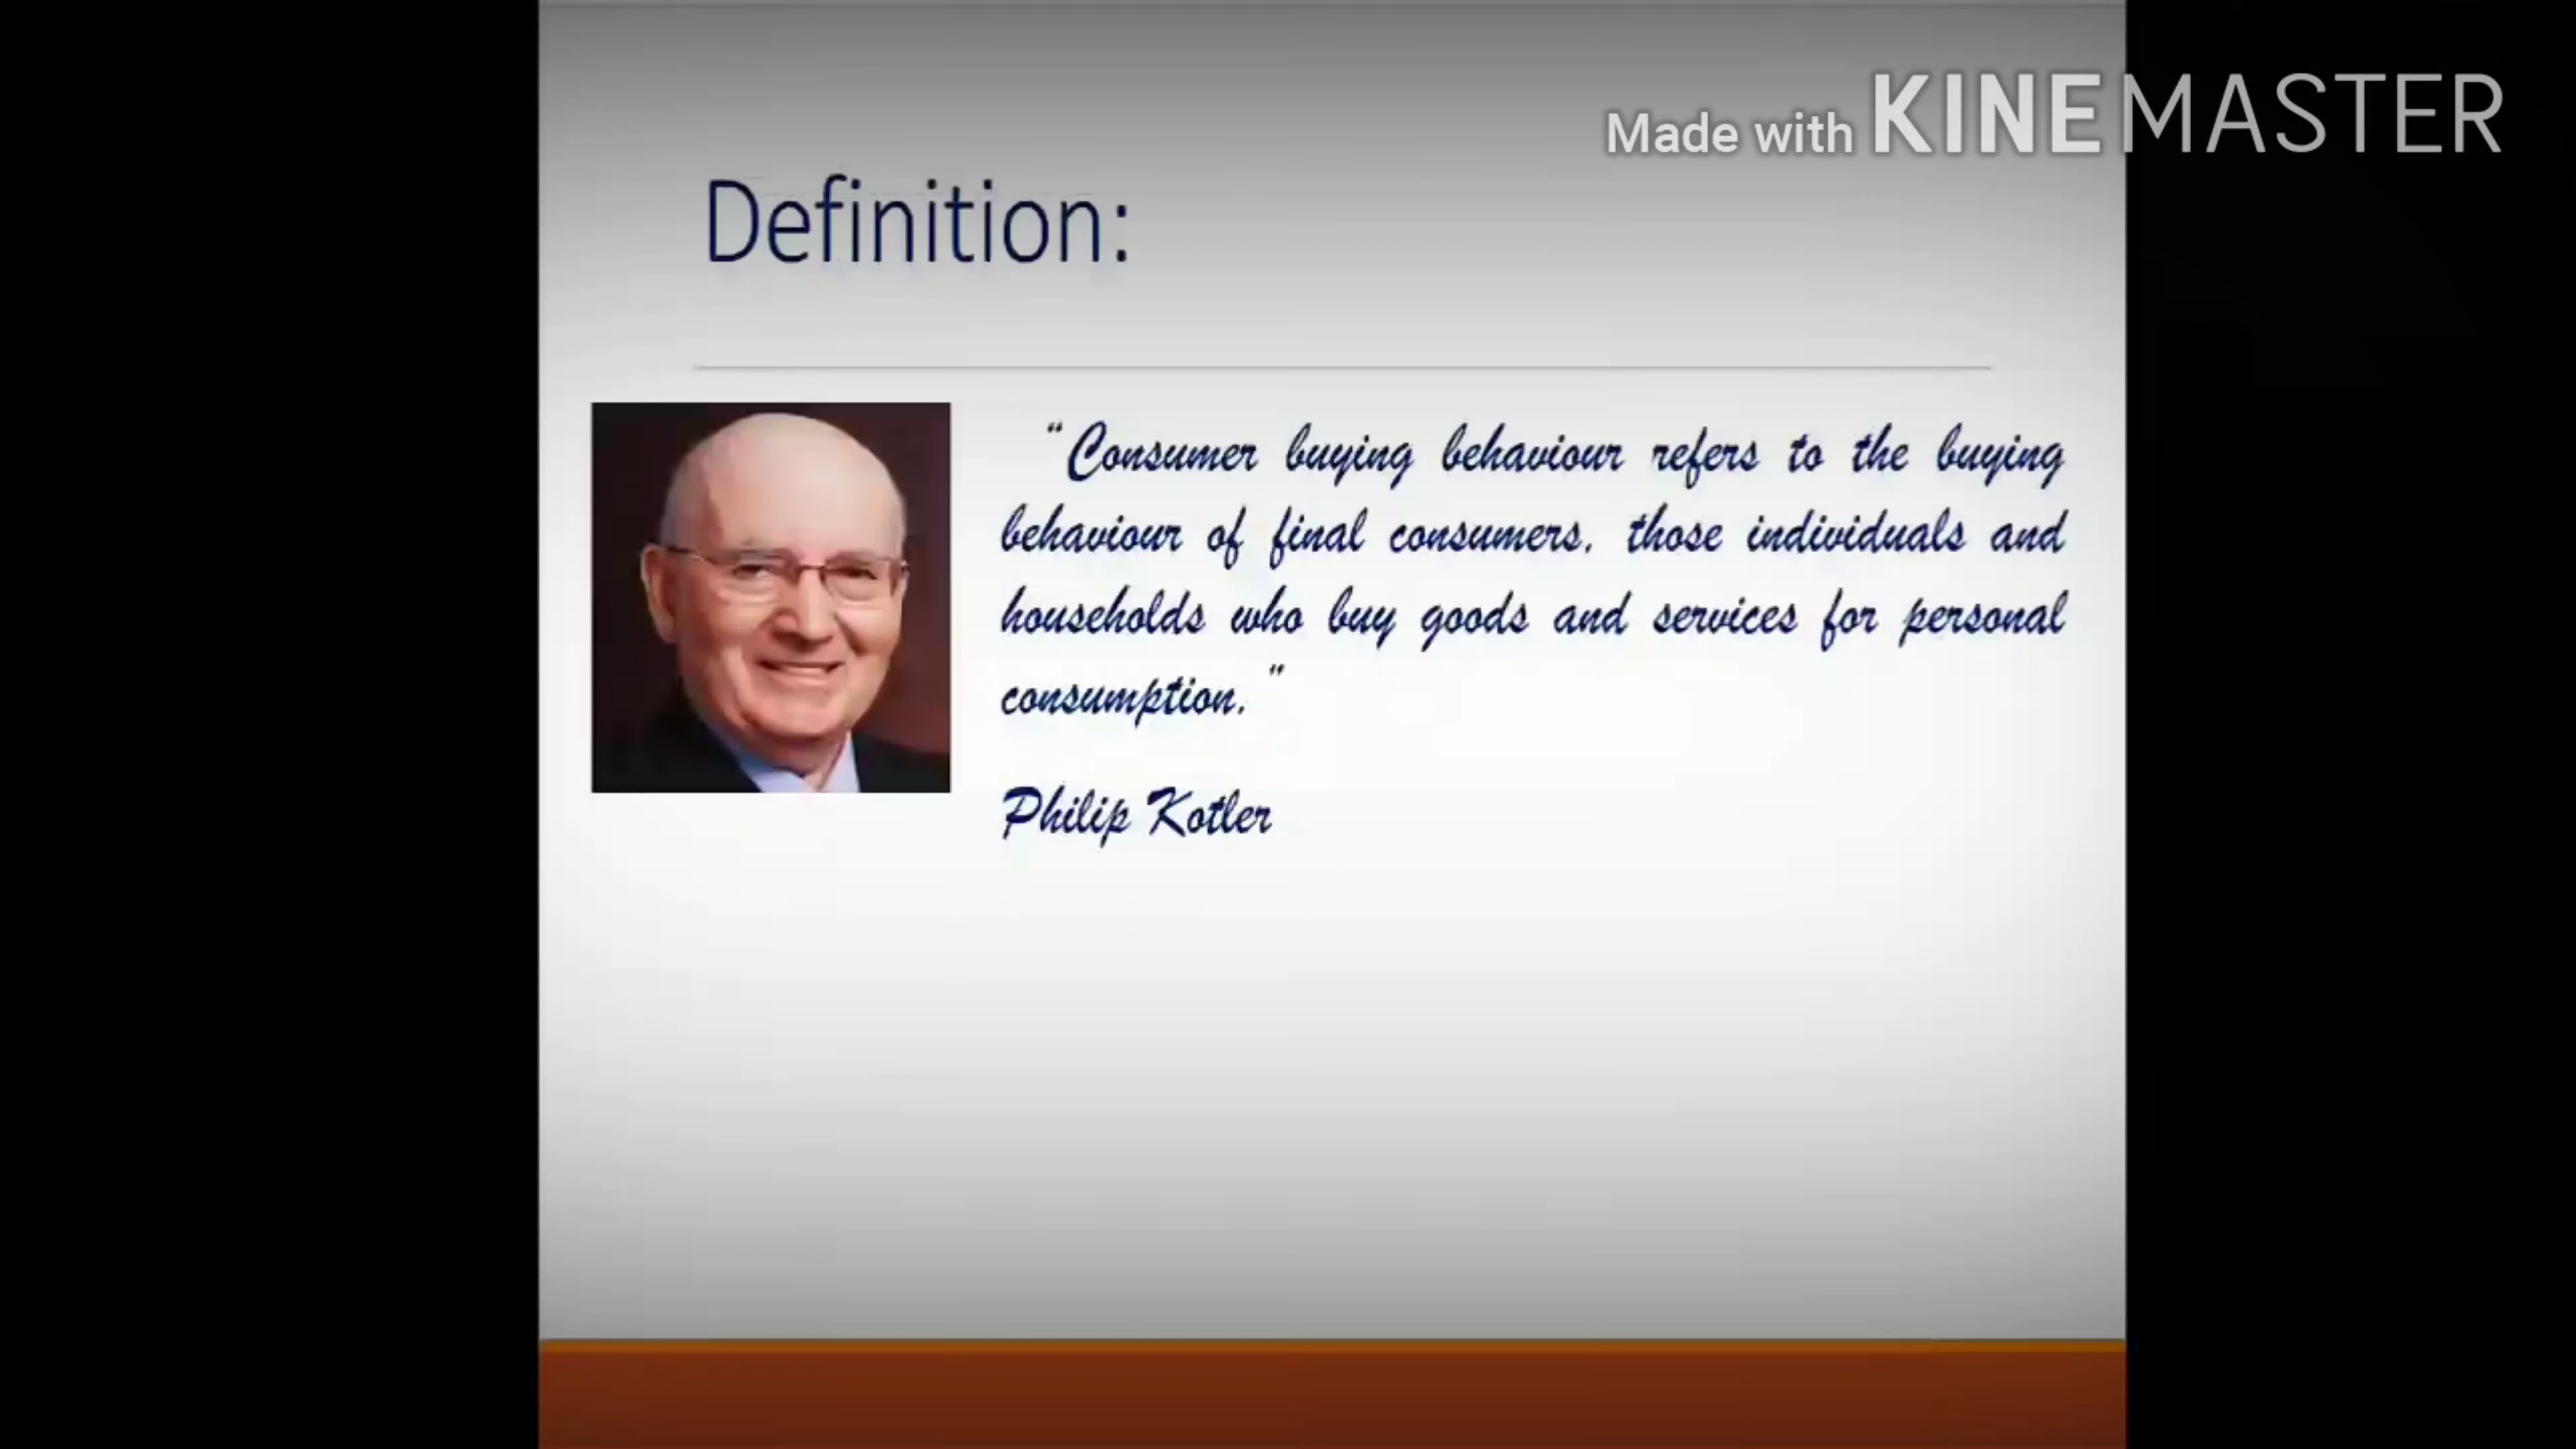 Made with KINEMASTER
Definition:
“Consumer buying behaviour refers to the buying
behaviour of final consumers, those individuals and
households who buy goods and services for personal
consumption.”
Philip Kotler